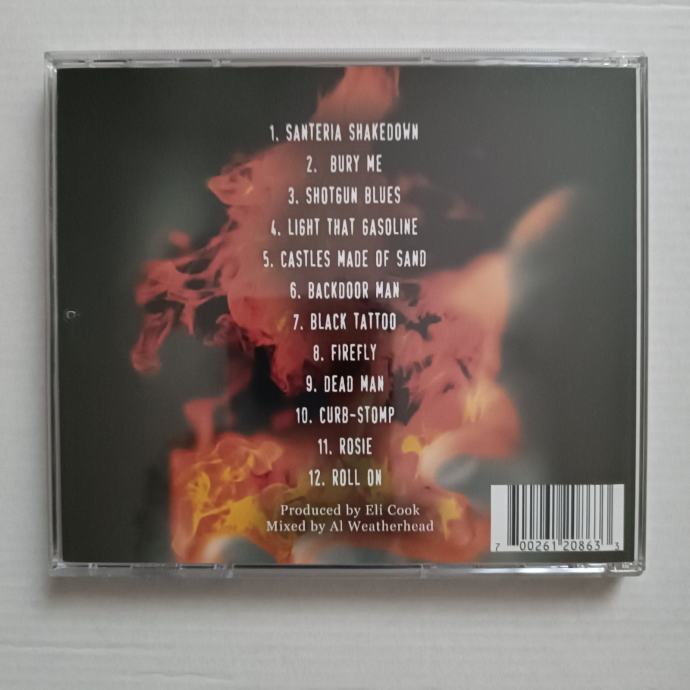 1. SANTERIA SHAKEDOWN
2. BURY ME
3. SHOTGUN BLUES
4. LIGHT THAT GASOLINE
5. CASTLES MADE OF SAND
6. BACKDOOR MAN
7. BLACK TATTOO
8. FIREFLY
9. DEAD MAN
10. CURB-STOMP
11. ROSIE
12. ROLL ON
Produced by Eli Cook
Mixed by Al Weatherhead
7 00261 20863 3